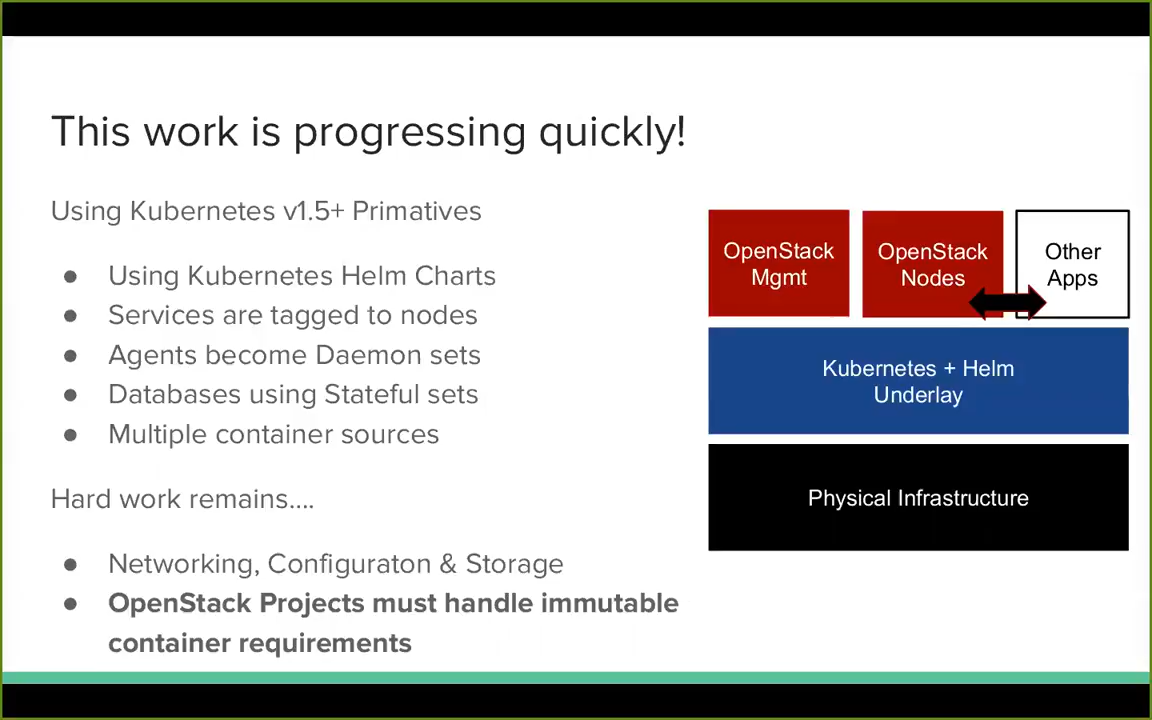 This work is progressing quickly!
Using Kubernetes v1.5+ Primatives
● Using Kubernetes Helm Charts
● Services are tagged to nodes
● Agents become Daemon sets
● Databases using Stateful sets
● Multiple container sources
Hard work remains....
● Networking, Configuraton & Storage
● OpenStack Projects must handle immutable
container requirements
OpenStack
Mgmt
OpenStack
Nodes
Other
Apps
Kubernetes + Helm
Underlay
Physical Infrastructure